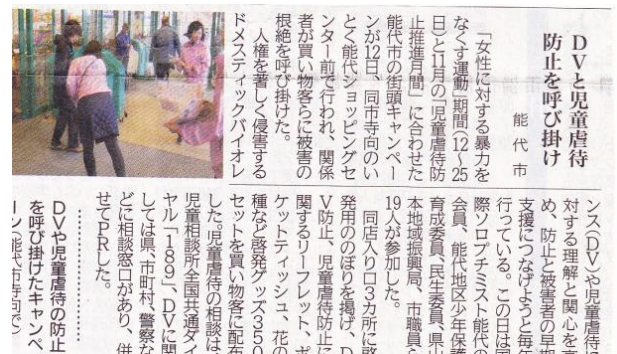 DVと児童虐待
防止を呼び掛け
能代市
「女性に対する暴力を
なくす運動」期間(12〜25
日)と11月の「児童虐待防
止推進月間」に合わせた
能代市の街頭キャンペー
ンが12日、同市寺向のい
とく能代ショッピングセ
ンター前で行われ、関係
者が買い物客らに被害の
根絶を呼び掛けた。
人権を著しく侵害する
ドメスティックバイオレ
ンス(DV)や児童虐待に
対する理解と関心を
め、防止と被害者の早
支援につなげようと毎年
行っている。この日は国
際ソロプチミスト能代の
会員、能代地区少年保
育成委員、民生委員、県山
本地域振興局、市職員ら
19人が参加した。
同店入り口3カ所に啓
発用ののぼりを掲げ、D
V防止、児童虐待防止に
関するリーフレット、ポ
ケットティッシュ、花の
種など啓発グッズ350
セットを買い物客に配布
した。児童虐待の相談は
児童相談所全国共通ダイ
ヤル「189」、DVに関
しては県、市町村、警察な
どに相談窓口があり、併
せてPRした。
DVや児童虐待の防止
を呼び掛けたキャンペ
ーン(能代市寺向で)